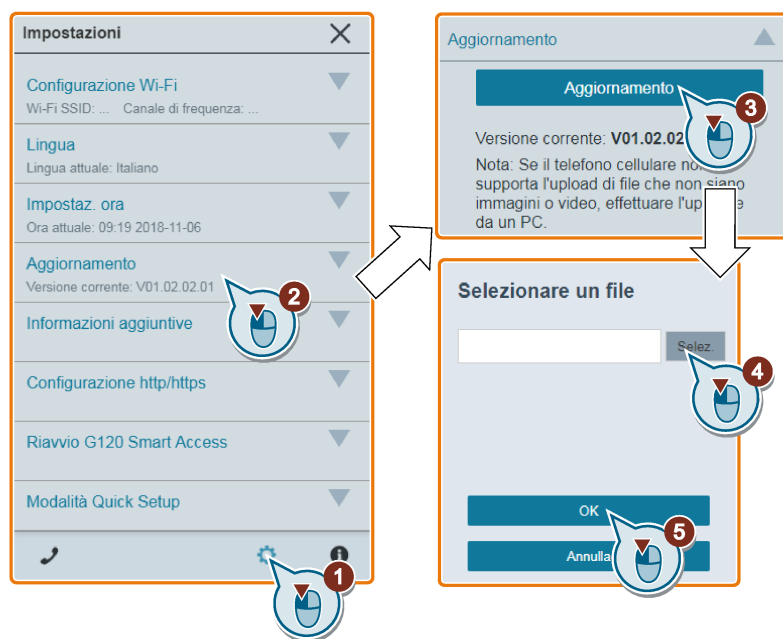 Impostazioni
Configurazione Wi-Fi
Wi-Fi SSID: ... Canale di frequenza: ...
Lingua
Lingua attuale: Italiano
Impostaz. ora
Ora attuale: 09:19 2018-11-06
Aggiornamento
Versione corrente: V01.02.02.01
2
Informazioni aggiuntive
Configurazione http/https
Riavvio G120 Smart Access
Modalità Quick Setup
1
Aggiornamento
Aggiornamento
3
Versione corrente: V01.02.02
Nota: Se il telefono cellulare
supporta l'upload di file che non siano
immagini o video, effettuare
da un PC.
Selezionare un file
Selez.
4
OK
5
Annulla